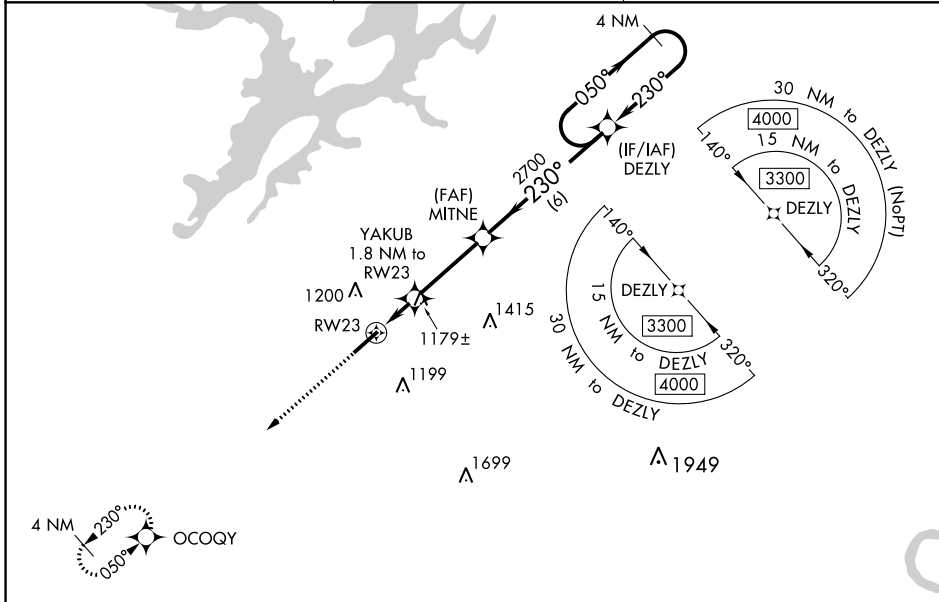 4 NM
050°
230°
(IF/IAF)
DEZLY
2700
230°
(6)
(FAF)
MITNE
YAKUB
1.8 NM to
RW23
1200
RW23
1179±
1415
1199
1699
1949
30 NM to DEZLY (NoPT)
4000
140°
15 NM to DEZLY
3300
DEZLY
320°
140°
DEZLY
15 NM to DEZLY
3300
320°
30 NM to DEZLY
4000
4 NM
230°
050°
OCOQY